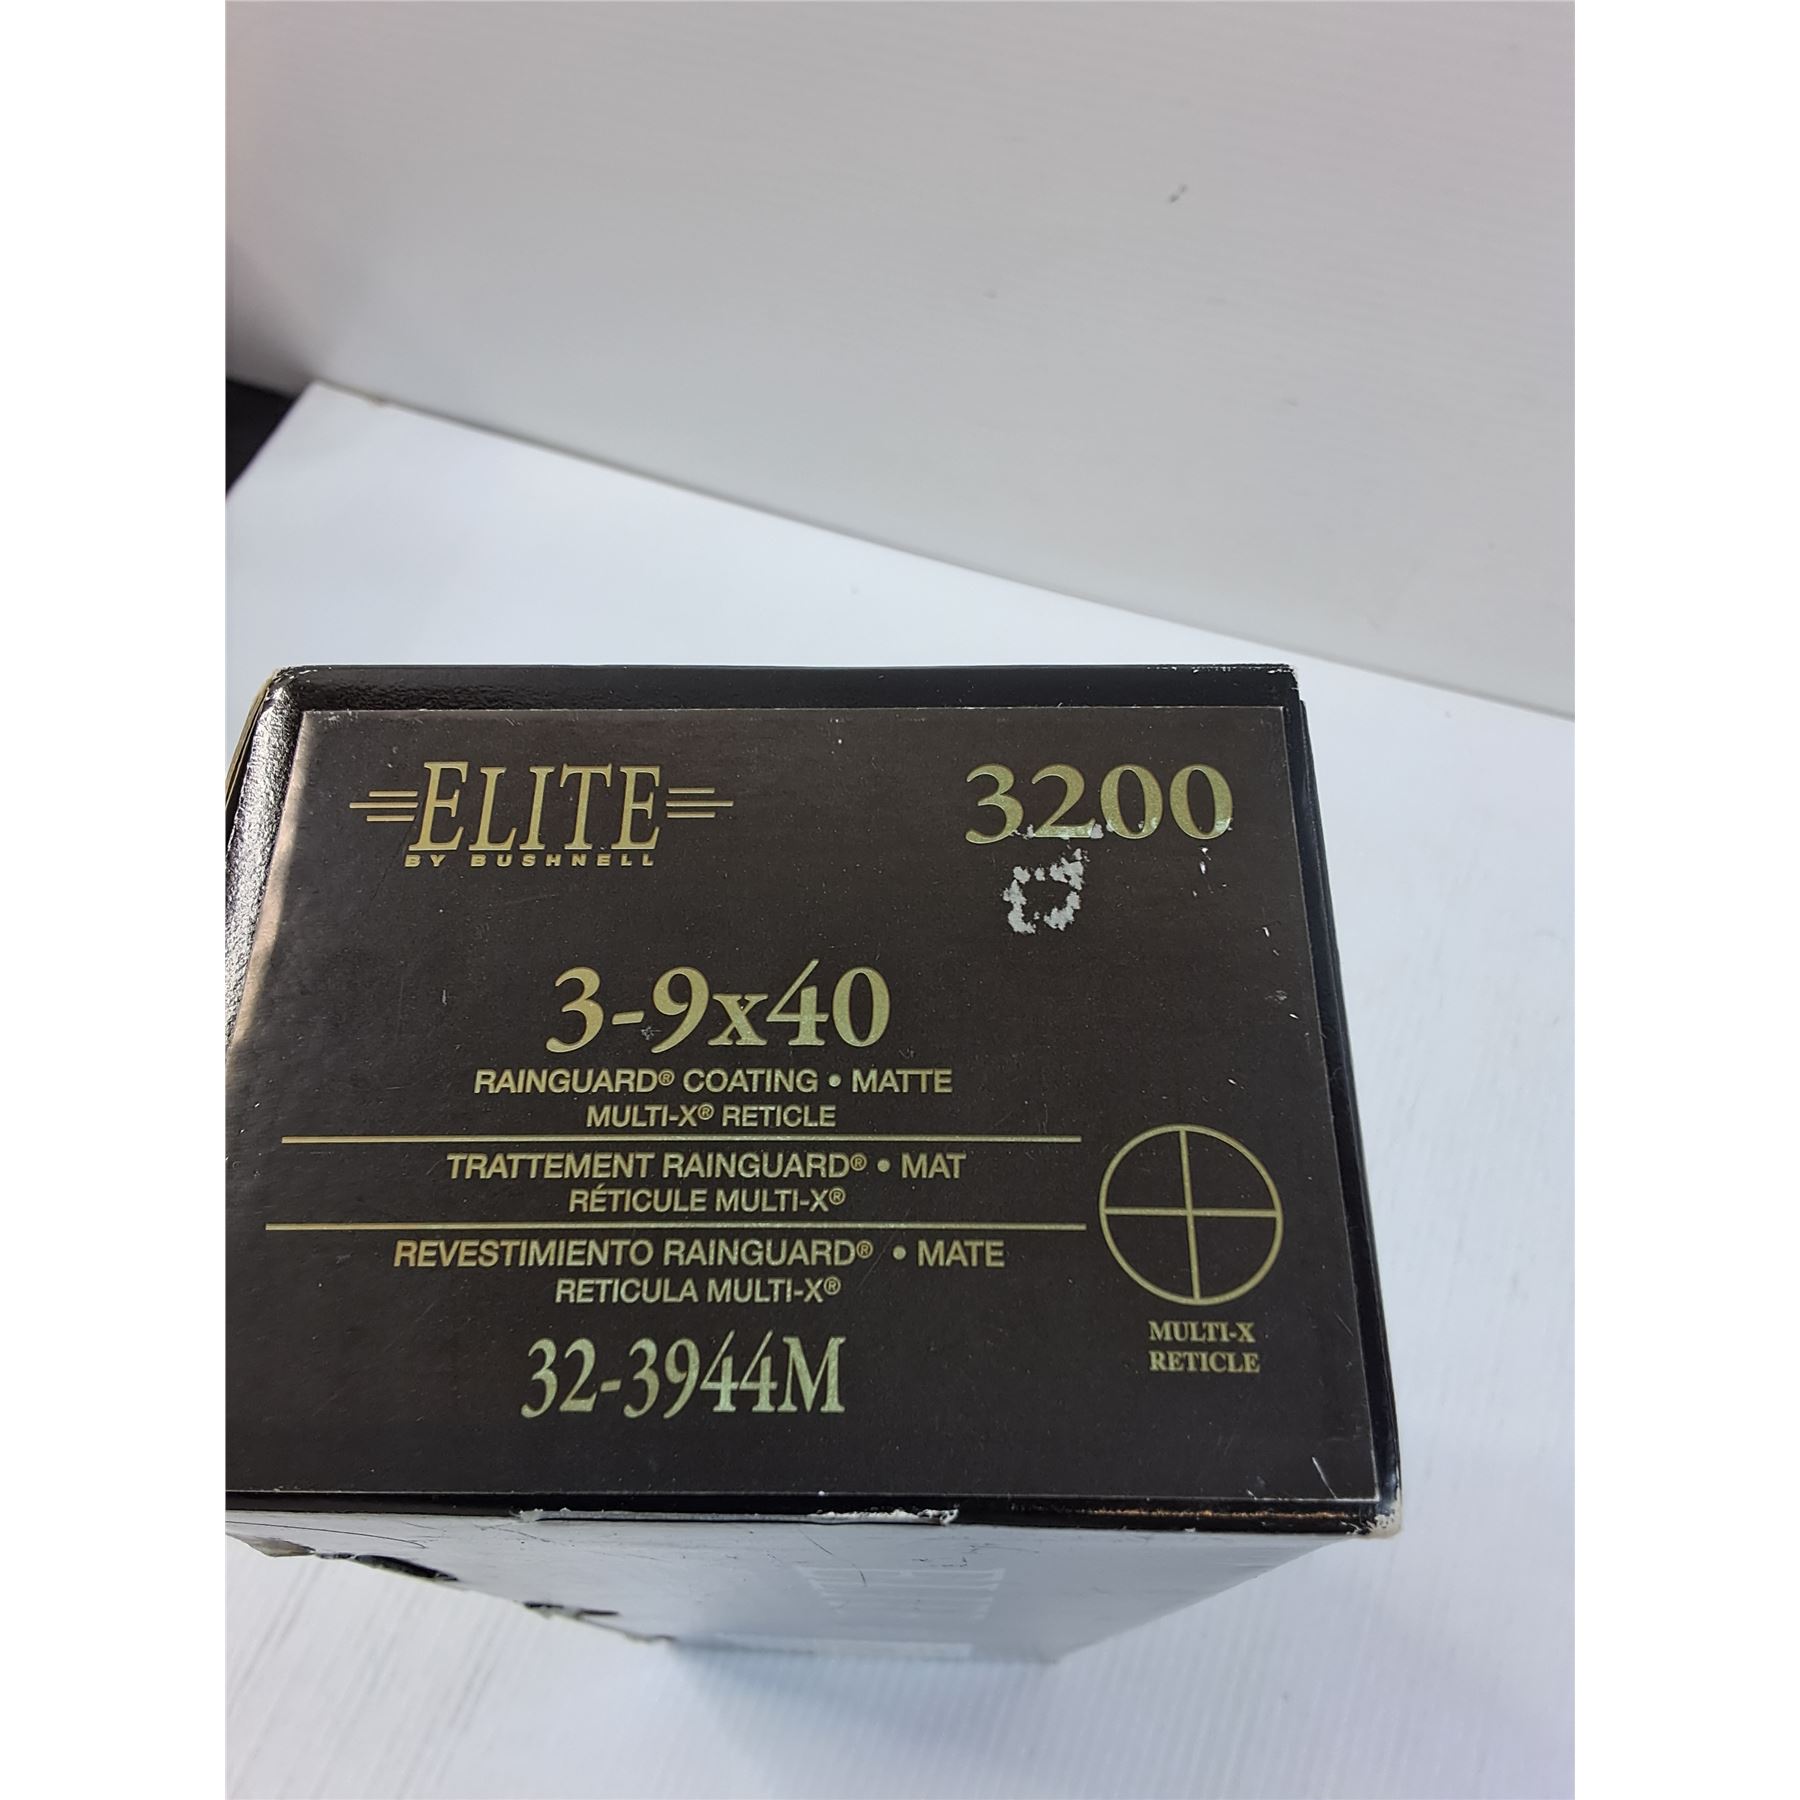 ELITE
BY BUSHNELL
3200
3-9x40
RAINGUARD® COATING • MATTE
MULTI-X® RETICLE
TRATTEMENT RAINGUARD® • MAT
RÉTICULE MULTI-X®
REVESTIMIENTO RAINGUARD® • MATE
RETICULA MULTI-X®
32-3944M
MULTI-X
RETICLE